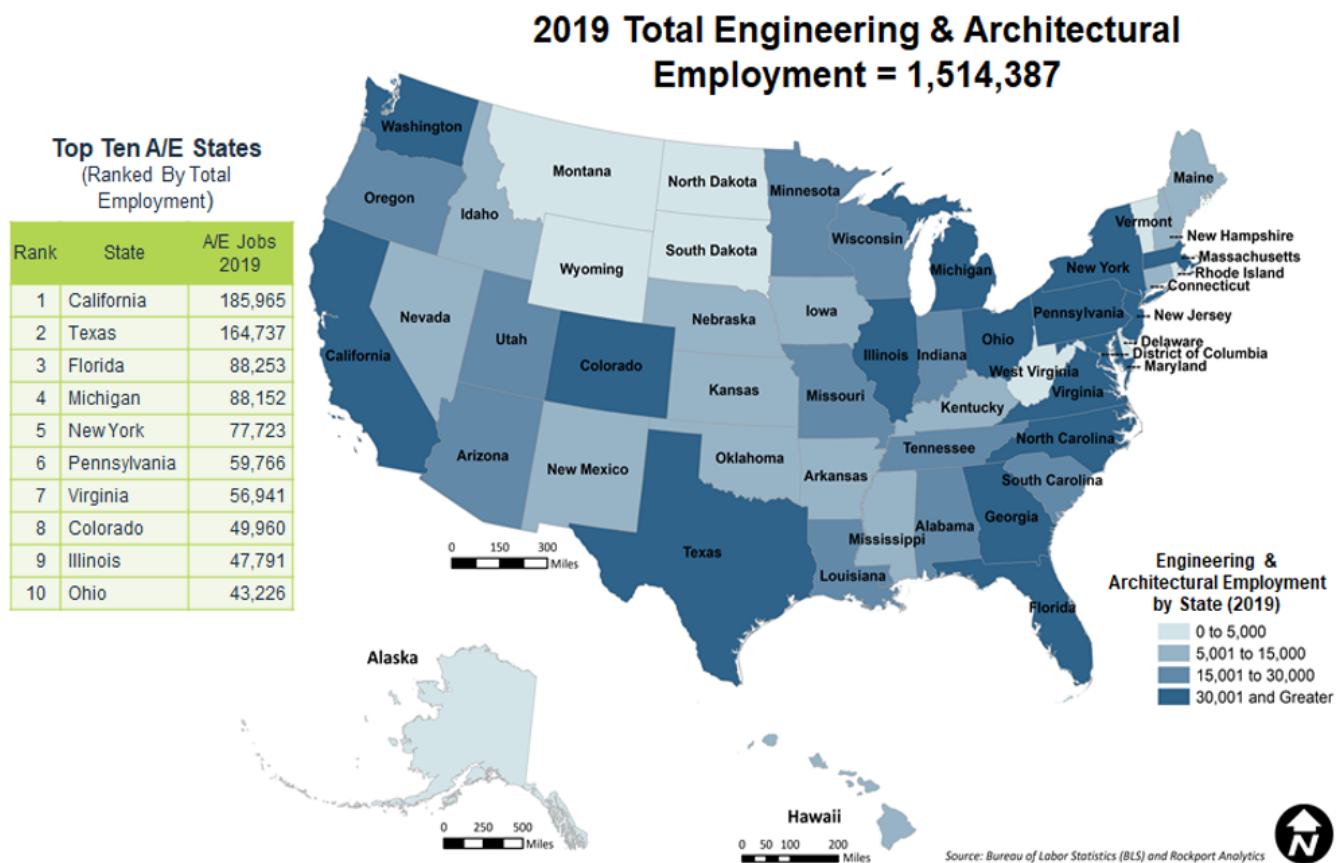 2019 Total Engineering & Architectural
Employment = 1,514,387
Top Ten A/E States
(Ranked By Total
Employment)
Rank State A/E Jobs 2019
1 California 185,965
2 Texas 164,737
3 Florida 88,253
4 Michigan 88,152
5 New York 77,723
6 Pennsylvania 59,766
7 Virginia 56,941
8 Colorado 49,960
9 Illinois 47,791
10 Ohio 43,226
Washington
Oregon
Idaho
Montana
North Dakota
Minnesota
South Dakota
Wyoming
Wisconsin
Michigan
Maine
Vermont
New Hampshire
Massachusetts
Rhode Island
Connecticut
New York
Pennsylvania
New Jersey
Delaware
District of Columbia
Maryland
California
Nevada
Utah
Colorado
Nebraska
Iowa
Illinois
Indiana
Ohio
West Virginia
Virginia
Kansas
Missouri
Kentucky
Arizona
New Mexico
Oklahoma
Arkansas
Tennessee
North Carolina
South Carolina
Texas
Louisiana
Mississippi
Alabama
Georgia
Florida
0 150 300
Miles
Engineering &
Architectural Employment
by State (2019)
0 to 5,000
5,001 to 15,000
15,001 to 30,000
30,001 and Greater
Alaska
0 250 500
Miles
Hawaii
0 50 100 200
Miles
Source: Bureau of Labor Statistics (BLS) and Rockport Analytics
N